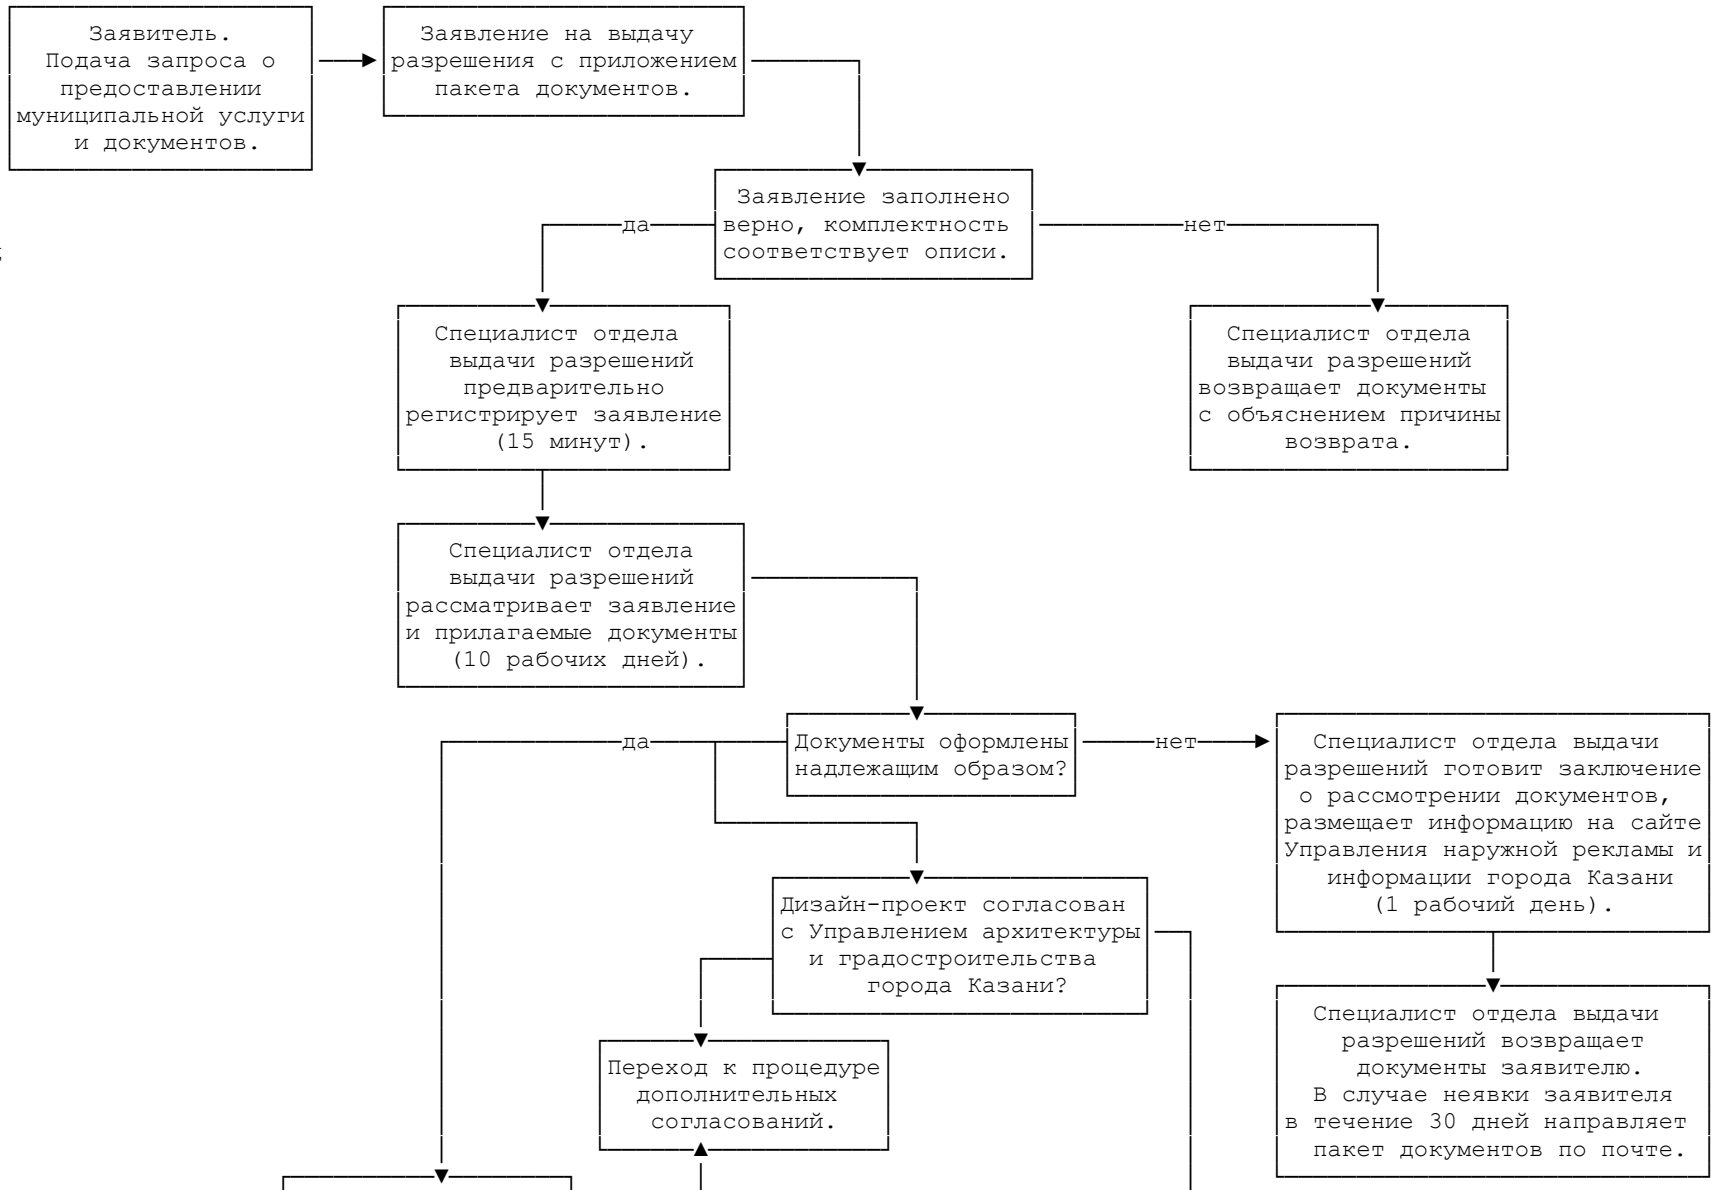 Заявитель.
Подача запроса о
предоставлении
муниципальной услуги
и документов.
Заявление на выдачу
разрешения с приложением
пакета документов.
Заявление заполнено
верно, комплектность
соответствует описи.
да
нет
Специалист отдела
выдачи разрешений
предварительно
регистрирует заявление
(15 минут).
Специалист отдела
выдачи разрешений
возвращает документы
с объяснением причины
возврата.
Специалист отдела
выдачи разрешений
рассматривает заявление
и прилагаемые документы
(10 рабочих дней).
да
Документы оформлены
надлежащим образом?
нет
Специалист отдела выдачи
разрешений готовит заключение
о рассмотрении документов,
размещает информацию на сайте
Управления наружной рекламы и
информации города Казани
(1 рабочий день).
Дизайн-проект согласован
с Управлением архитектуры
и градостроительства
города Казани?
Специалист отдела выдачи
разрешений возвращает
документы заявителю.
В случае неявки заявителя
в течение 30 дней направляет
пакет документов по почте.
Переход к процедуре
дополнительных
согласований.